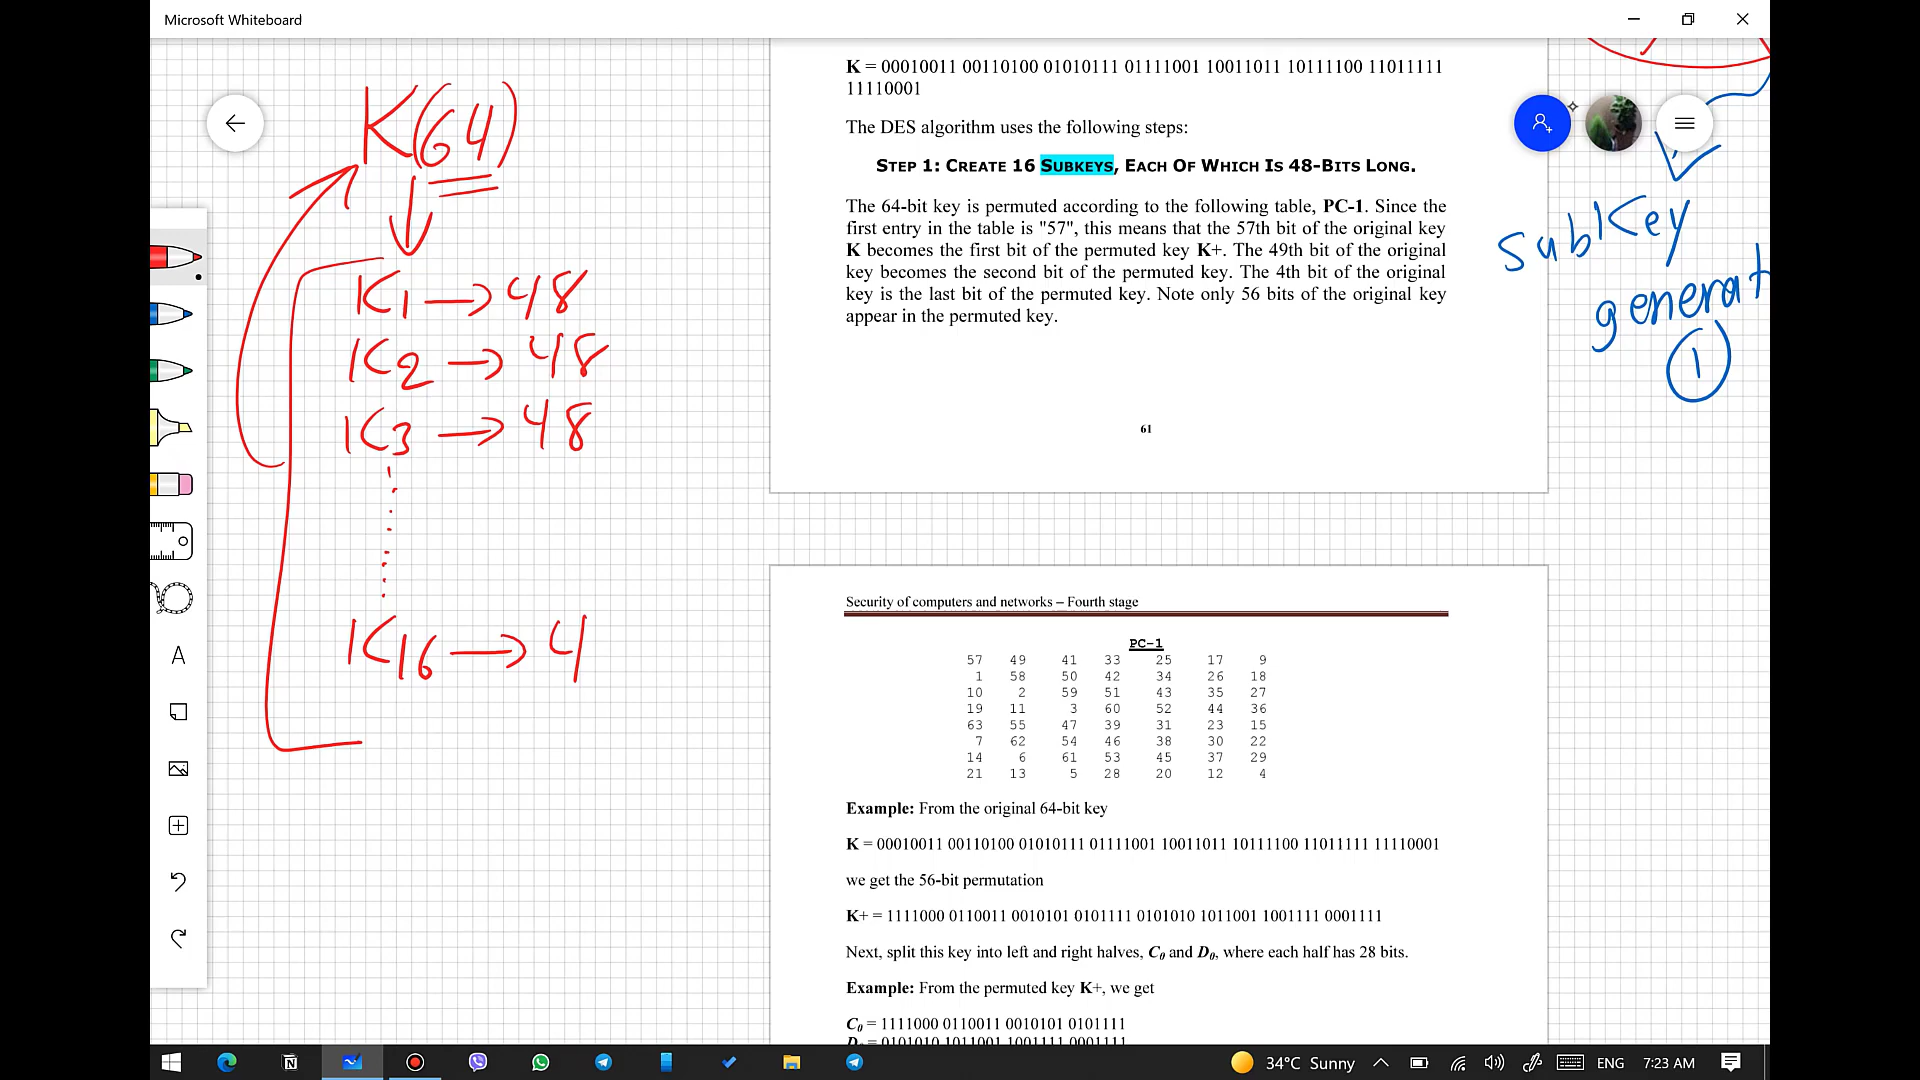 Microsoft Whiteboard
K(64)
K1 → 48
K2 → 48
K3 → 48
K16 → 4
K = 00010011 00110100 01010111 01111001 10011011 10111100 11011111
11110001
The DES algorithm uses the following steps:
STEP 1: CREATE 16 SUBKEYS, EACH OF WHICH IS 48-BITS LONG.
The 64-bit key is permuted according to the following table, PC-1. Since the
first entry in the table is "57", this means that the 57th bit of the original key
K becomes the first bit of the permuted key K+. The 49th bit of the original
key becomes the second bit of the permuted key. The 4th bit of the original
key is the last bit of the permuted key. Note only 56 bits of the original key
appear in the permuted key.
61
subKey
generat
1
Security of computers and networks – Fourth stage
PC-1
57 49 41 33 25 17 9
1 58 50 42 34 26 18
10 2 59 51 43 35 27
19 11 3 60 52 44 36
63 55 47 39 31 23 15
7 62 54 46 38 30 22
14 6 61 53 45 37 29
21 13 5 28 20 12 4
Example: From the original 64-bit key
K = 00010011 00110100 01010111 01111001 10011011 10111100 11011111 11110001
we get the 56-bit permutation
K+ = 1111000 0110011 0010101 0101111 0101010 1011001 1001111 0001111
Next, split this key into left and right halves, C0 and D0, where each half has 28 bits.
Example: From the permuted key K+, we get
C0 = 1111000 0110011 0010101 0101111
D0 = 0101010 1011001 1001111 0001111
34°C Sunny
ENG
7:23 AM